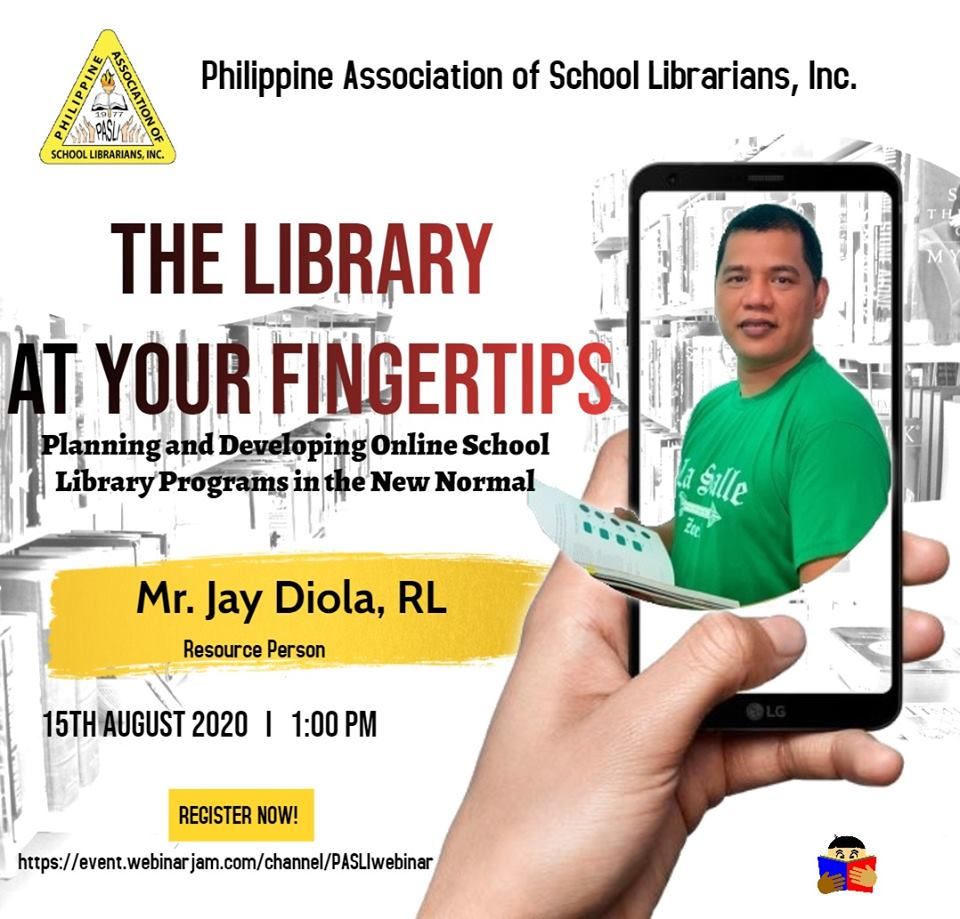 PHILIPPINE ASSOCIATION OF
SCHOOL LIBRARIANS, INC.
1977
PASLI
Philippine Association of School Librarians, Inc.
THE LIBRARY
AT YOUR FINGERTIPS
Planning and Developing Online School
Library Programs in the New Normal
La Salle
Mr. Jay Diola, RL
Resource Person
15TH AUGUST 2020 | 1:00 PM
LG
REGISTER NOW!
https://event.webinarjam.com/channel/PASLIwebinar